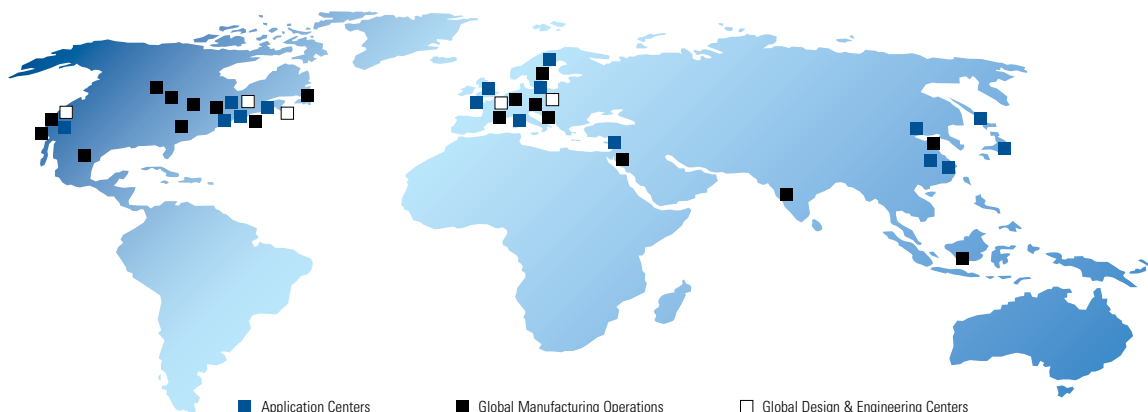 Application Centers
Global Manufacturing Operations
Global Design & Engineering Centers